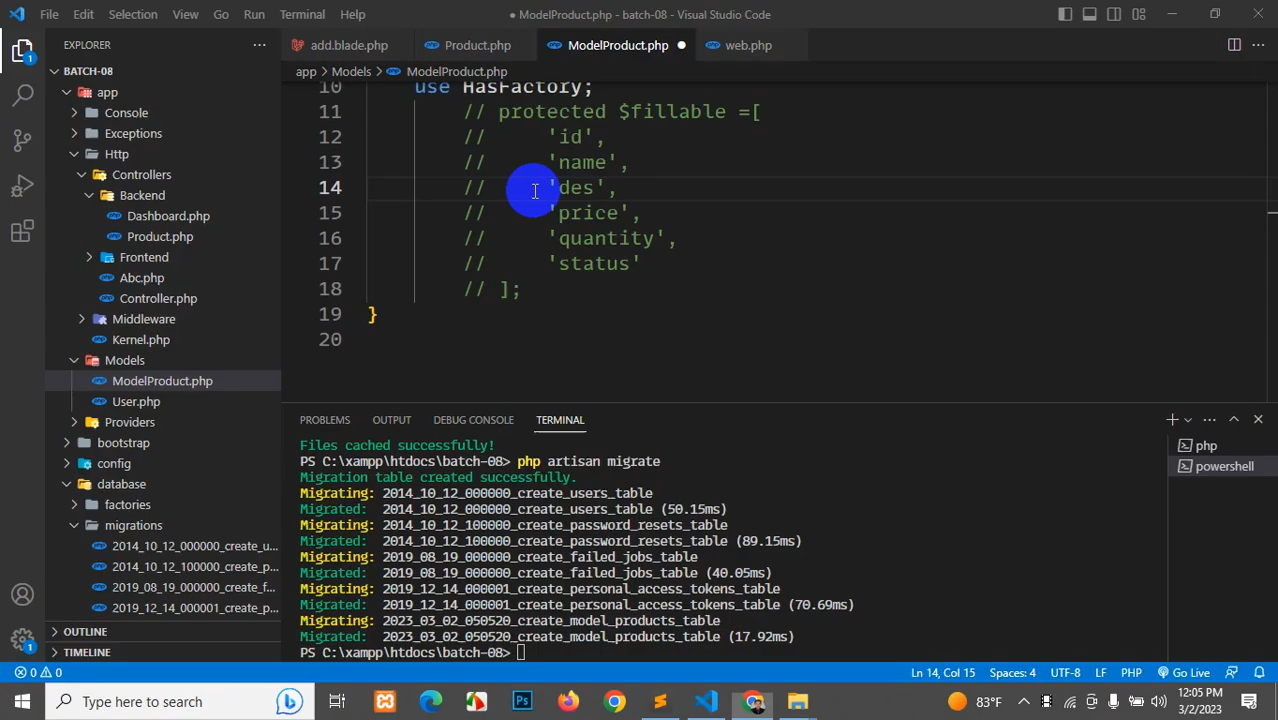 File Edit Selection View Go Run Terminal Help
● ModelProduct.php - batch-08 - Visual Studio Code
EXPLORER
1
BATCH-08
app
Console
Exceptions
Http
Controllers
Backend
Dashboard.php
Product.php
Frontend
Abc.php
Controller.php
Middleware
Kernel.php
Models
ModelProduct.php
User.php
Providers
bootstrap
config
database
factories
migrations
2014_10_12_000000_create_u...
2014_10_12_100000_create_p...
2019_08_19_000000_create_f...
2019_12_14_000001_create_p...
OUTLINE
TIMELINE
1
add.blade.php Product.php ModelProduct.php ● web.php
app > Models > ModelProduct.php
10 use HasFactory;
11 // protected $fillable =[
12 // 'id',
13 // 'name',
14 // 'des',
15 // 'price',
16 // 'quantity',
17 // 'status'
18 // ];
19 }
20
PROBLEMS OUTPUT DEBUG CONSOLE TERMINAL
php
powershell
Files cached successfully!
PS C:\xampp\htdocs\batch-08> php artisan migrate
Migration table created successfully.
Migrating: 2014_10_12_000000_create_users_table
Migrated: 2014_10_12_000000_create_users_table (50.15ms)
Migrating: 2014_10_12_100000_create_password_resets_table
Migrated: 2014_10_12_100000_create_password_resets_table (89.15ms)
Migrating: 2019_08_19_000000_create_failed_jobs_table
Migrated: 2019_08_19_000000_create_failed_jobs_table (40.05ms)
Migrating: 2019_12_14_000001_create_personal_access_tokens_table
Migrated: 2019_12_14_000001_create_personal_access_tokens_table (70.69ms)
Migrating: 2023_03_02_050520_create_model_products_table
Migrated: 2023_03_02_050520_create_model_products_table (17.92ms)
PS C:\xampp\htdocs\batch-08>
0 0 Ln 14, Col 15 Spaces: 4 UTF-8 LF PHP Go Live
Type here to search
Ps
83°F
12:05 PM
3/2/2023